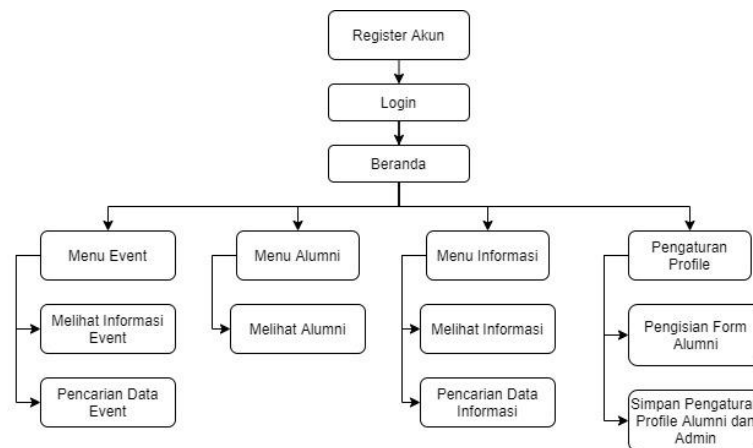 Register Akun
Login
Beranda
Menu Event
Menu Alumni
Menu Informasi
Pengaturan
Profile
Melihat Informasi
Event
Melihat Alumni
Melihat Informasi
Pengisian Form
Alumni
Pencarian Data
Event
Pencarian Data
Informasi
Simpan Pengatura
Profile Alumni dan
Admin